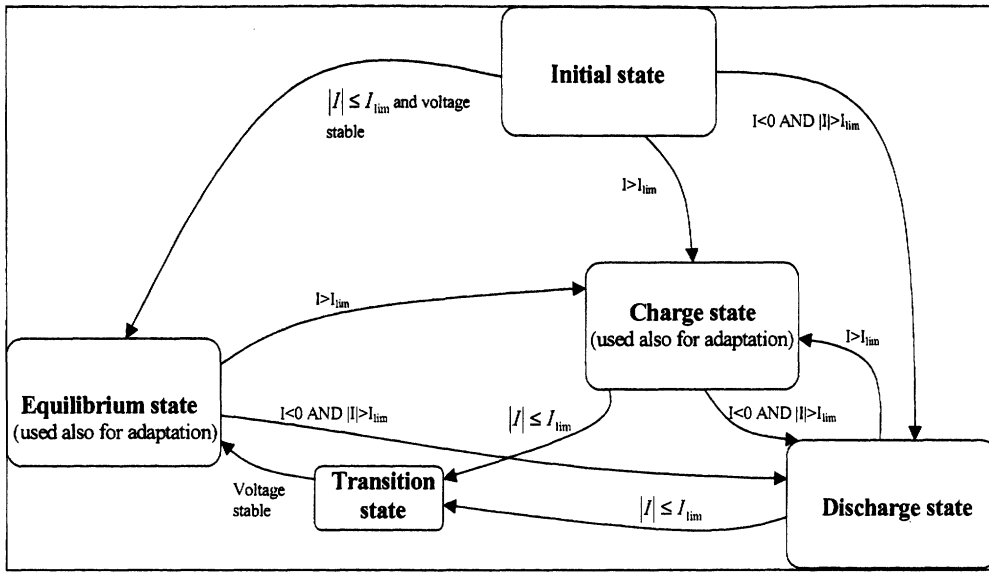 Initial state
|I| ≤ I_lim and voltage
stable
I<0 AND |I|>I_lim
I>I_lim
I>I_lim
Charge state
(used also for adaptation)
I>I_lim
Equilibrium state
(used also for adaptation)
I<0 AND |I|>I_lim
|I| ≤ I_lim
I<0 AND |I|>I_lim
Voltage
stable
Transition
state
|I| ≤ I_lim
Discharge state